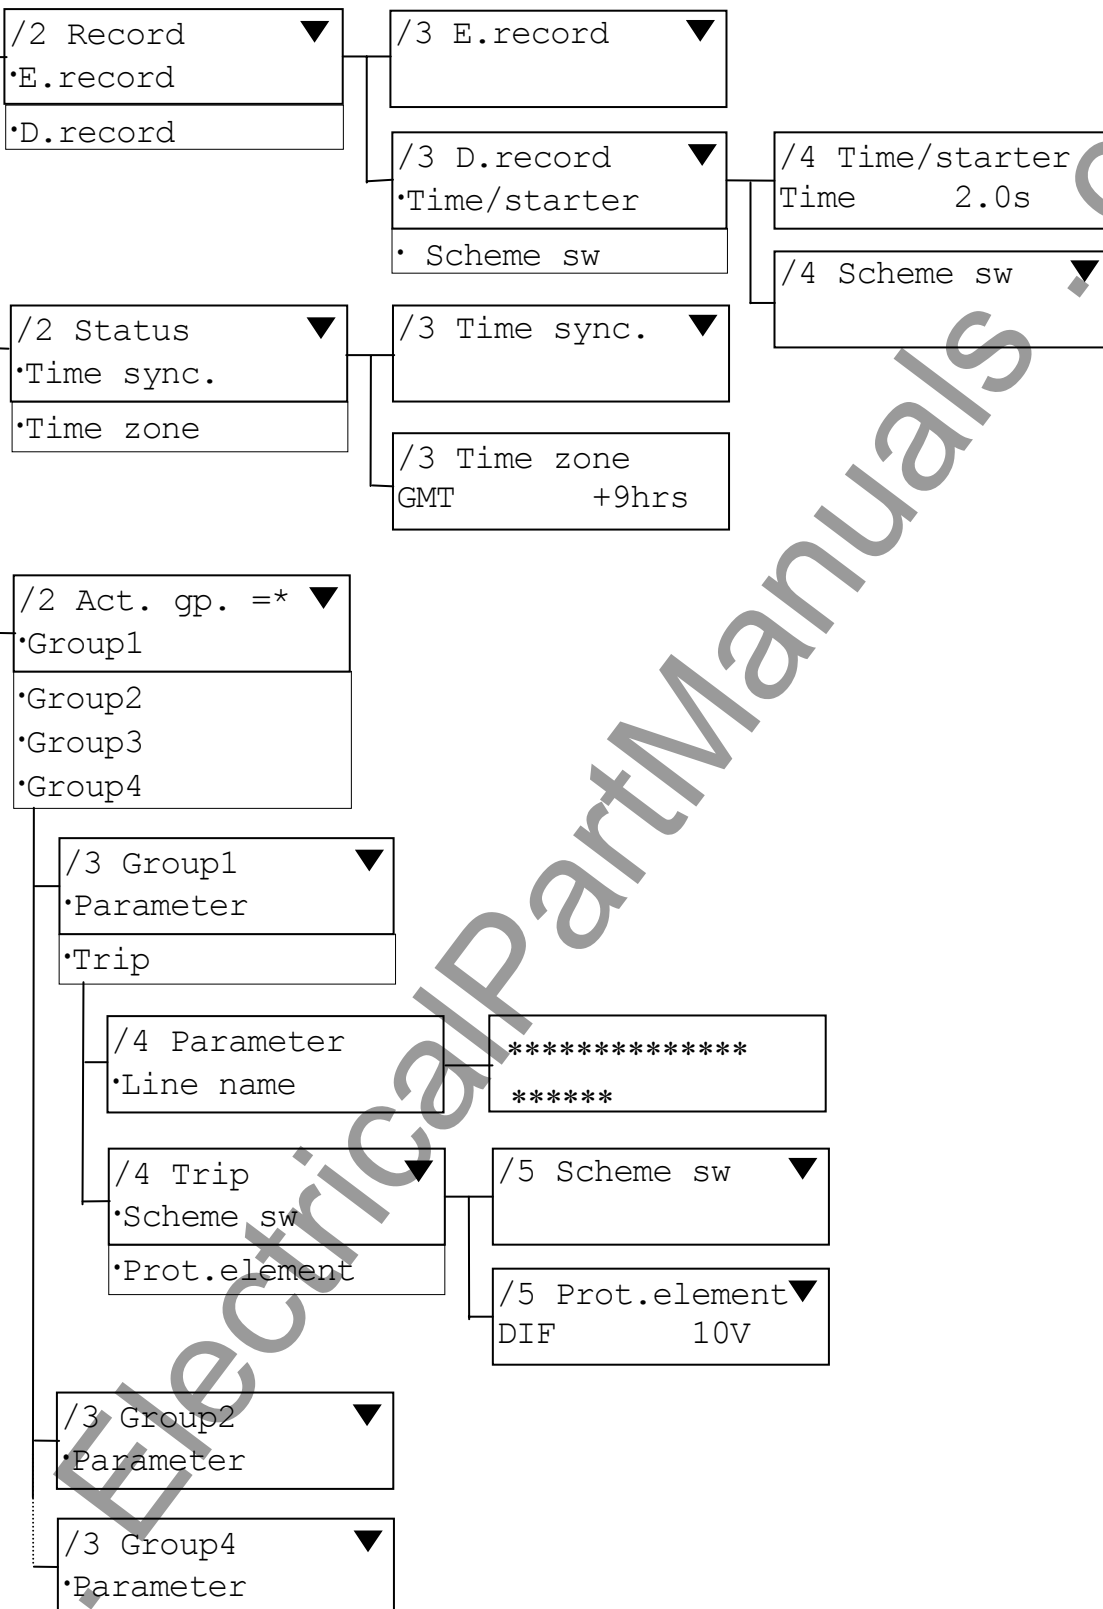 /2 Record ▼
·E.record
·D.record
/3 E.record ▼
/3 D.record ▼
·Time/starter
· Scheme sw
/4 Time/starter
Time 2.0s
/4 Scheme sw ▼
/2 Status ▼
·Time sync.
·Time zone
/3 Time sync. ▼
/3 Time zone
GMT +9hrs
/2 Act. gp. =* ▼
·Group1
·Group2
·Group3
·Group4
/3 Group1 ▼
·Parameter
·Trip
/4 Parameter
·Line name
**************
******
/4 Trip ▼
·Scheme sw
·Prot.element
/5 Scheme sw ▼
/5 Prot.element▼
DIF 10V
/3 Group2 ▼
·Parameter
/3 Group4 ▼
·Parameter
. ElectricalPartManuals .